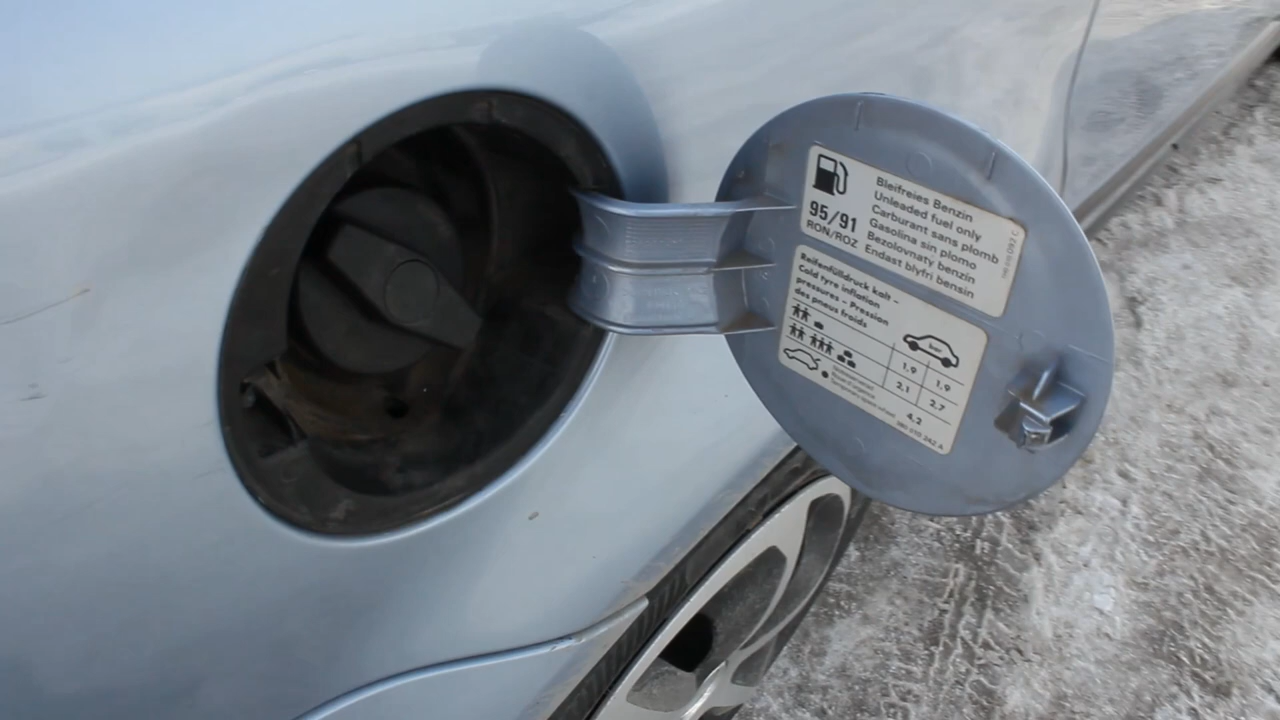 95/91
RON/ROZ
Bleifreies Benzin
Unleaded fuel only
Carburant sans plomb
Gasolina sin plomo
Bezolovnaty benzín
Endast blyfri bensin
Reifenfülldruck kalt –
Cold tyre inflation
pressures – Pression
des pneus froids
1.9 1.9
2.1 2.7
4.2